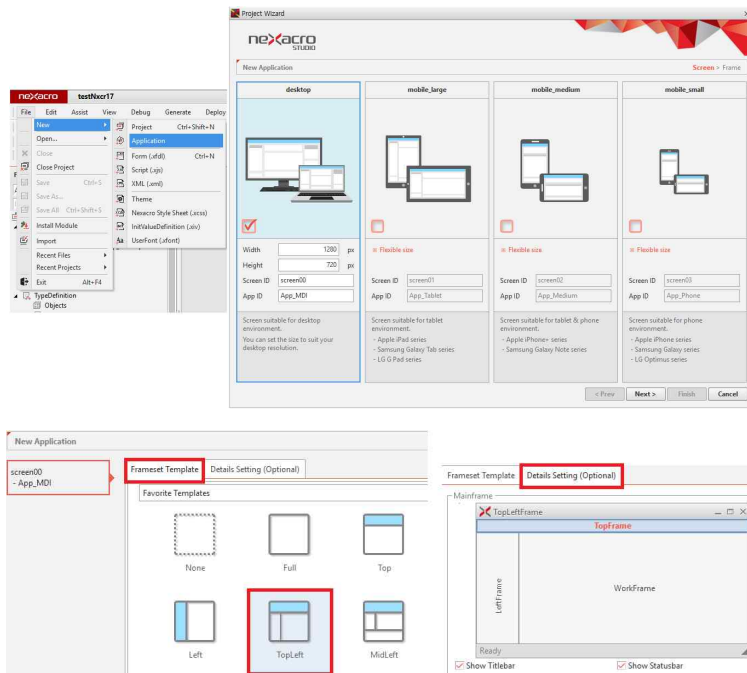 Project Wizard
nexacro
STUDIO
New Application
Screen > Frame
desktop
mobile_large
mobile_medium
mobile_small
Width 1280 px
Height 720 px
Flexible size
Flexible size
Flexible size
Screen ID screen00
Screen ID screen01
Screen ID screen02
Screen ID screen03
App ID App_MDI
App ID App_Tablet
App ID App_Medium
App ID App_Phone
Screen suitable for desktop
environment.
You can set the size to suit your
desktop resolution.
Screen suitable for tablet
environment.
- Apple iPad series
- Samsung Galaxy Tab series
- LG G Pad series
Screen suitable for tablet & phone
environment.
- Apple iPhone+ series
- Samsung Galaxy Note series
Screen suitable for phone
environment.
- Apple iPhone series
- Samsung Galaxy series
- LG Optimus series
< Prev Next > Finish Cancel
nexacro testNxcr17
File Edit Assist View Debug Generate Deploy
New
Open...
Close
Close Project
Save Ctrl+S
Save As...
Save All Ctrl+Shift+S
Install Module
Import
Recent Files
Recent Projects
Exit Alt+F4
Project Ctrl+Shift+N
Application
Form (.xfdl) Ctrl+N
Script (.xjs)
XML (.xml)
Theme
Nexacro Style Sheet (.xcss)
InitValueDefinition (.xiv)
UserFont (.xfont)
TypeDefinition
Objects
New Application
screen00
- App_MDI
Frameset Template Details Setting (Optional)
Favorite Templates
None Full Top
Left TopLeft MidLeft
Frameset Template Details Setting (Optional)
Mainframe
TopLeftFrame
TopFrame
LeftFrame
WorkFrame
Ready
Show Titlebar Show Statusbar